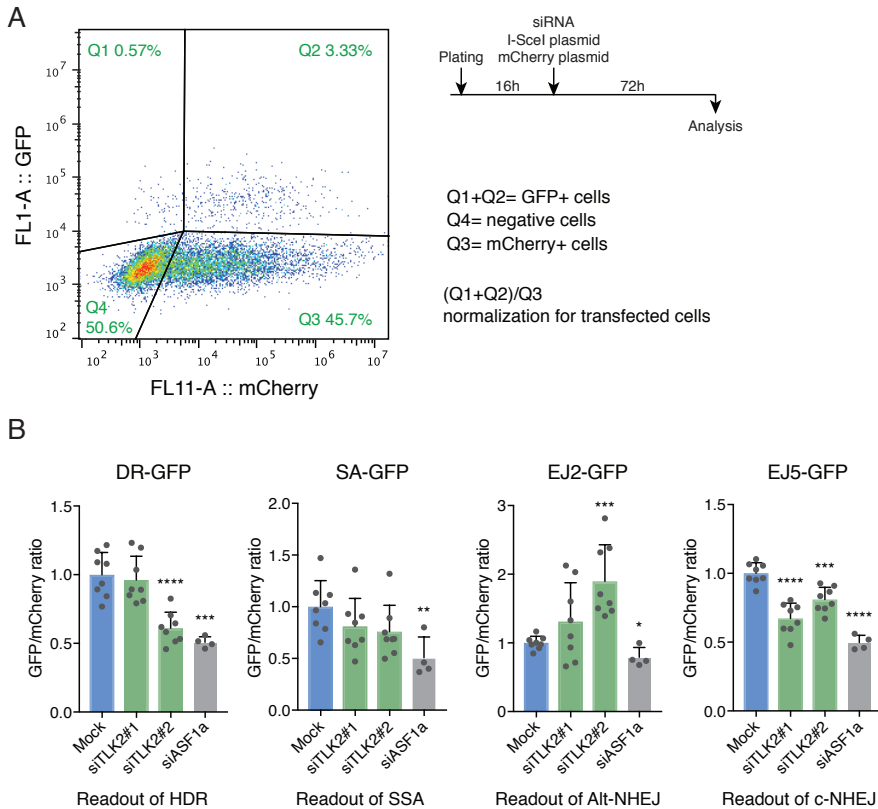 A
Q1 0.57%
Q2 3.33%
Q4
50.6%
Q3 45.7%
10^7
10^6
10^5
10^4
10^3
10^2
FL1-A :: GFP
10^2 10^3 10^4 10^5 10^6 10^7
FL11-A :: mCherry
siRNA
I-SceI plasmid
Plating mCherry plasmid
16h 72h
Analysis
Q1+Q2= GFP+ cells
Q4= negative cells
Q3= mCherry+ cells
(Q1+Q2)/Q3
normalization for transfected cells
B
DR-GFP
GFP/mCherry ratio
1.5
1.0
0.5
0.0
****
***
Mock siTLK2#1 siTLK2#2 siASF1a
Readout of HDR
SA-GFP
GFP/mCherry ratio
2.0
1.5
1.0
0.5
0.0
**
Mock siTLK2#1 siTLK2#2 siASF1a
Readout of SSA
EJ2-GFP
GFP/mCherry ratio
3
2
1
0
***
*
Mock siTLK2#1 siTLK2#2 siASF1a
Readout of Alt-NHEJ
EJ5-GFP
GFP/mCherry ratio
1.5
1.0
0.5
0.0
****
***
****
Mock siTLK2#1 siTLK2#2 siASF1a
Readout of c-NHEJ